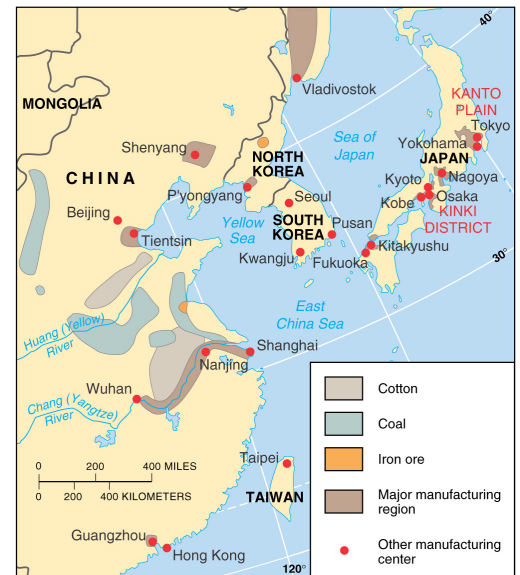 40°
Vladivostok
MONGOLIA
KANTO
PLAIN
Tokyo
Sea of
Japan
Yokohama
Shenyang
NORTH
KOREA
JAPAN
CHINA
Kyoto
Nagoya
P'yongyang
Seoul
Kobe
Osaka
Beijing
Yellow
Sea
SOUTH
KOREA
Pusan
KINKI
DISTRICT
Tientsin
Kitakyushu
Kwangju
Fukuoka
30°
East
China Sea
Huang (Yellow)
River
Shanghai
Nanjing
Wuhan
Chang (Yangtze)
River
Cotton
Coal
Iron ore
Major manufacturing
region
Other manufacturing
center
Taipei
0 200 400 MILES
0 200 400 KILOMETERS
TAIWAN
Guangzhou
Hong Kong
120°